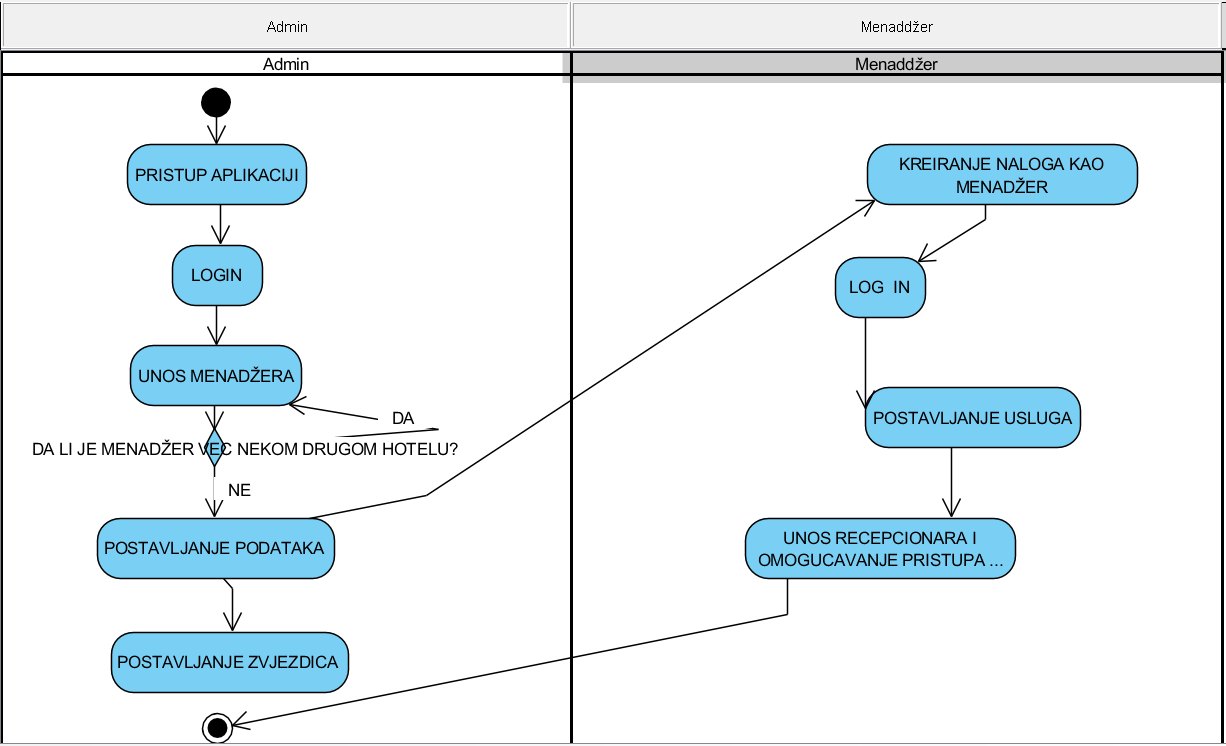 Admin
Menaddžer
Admin
Menaddžer
PRISTUP APLIKACIJI
LOGIN
UNOS MENADŽERA
DA
DA LI JE MENADŽER VEC NEKOM DRUGOM HOTELU?
NE
POSTAVLJANJE PODATAKA
POSTAVLJANJE ZVJEZDICA
KREIRANJE NALOGA KAO
MENADŽER
LOG IN
POSTAVLJANJE USLUGA
UNOS RECEPCIONARA I
OMOGUCAVANJE PRISTUPA ...